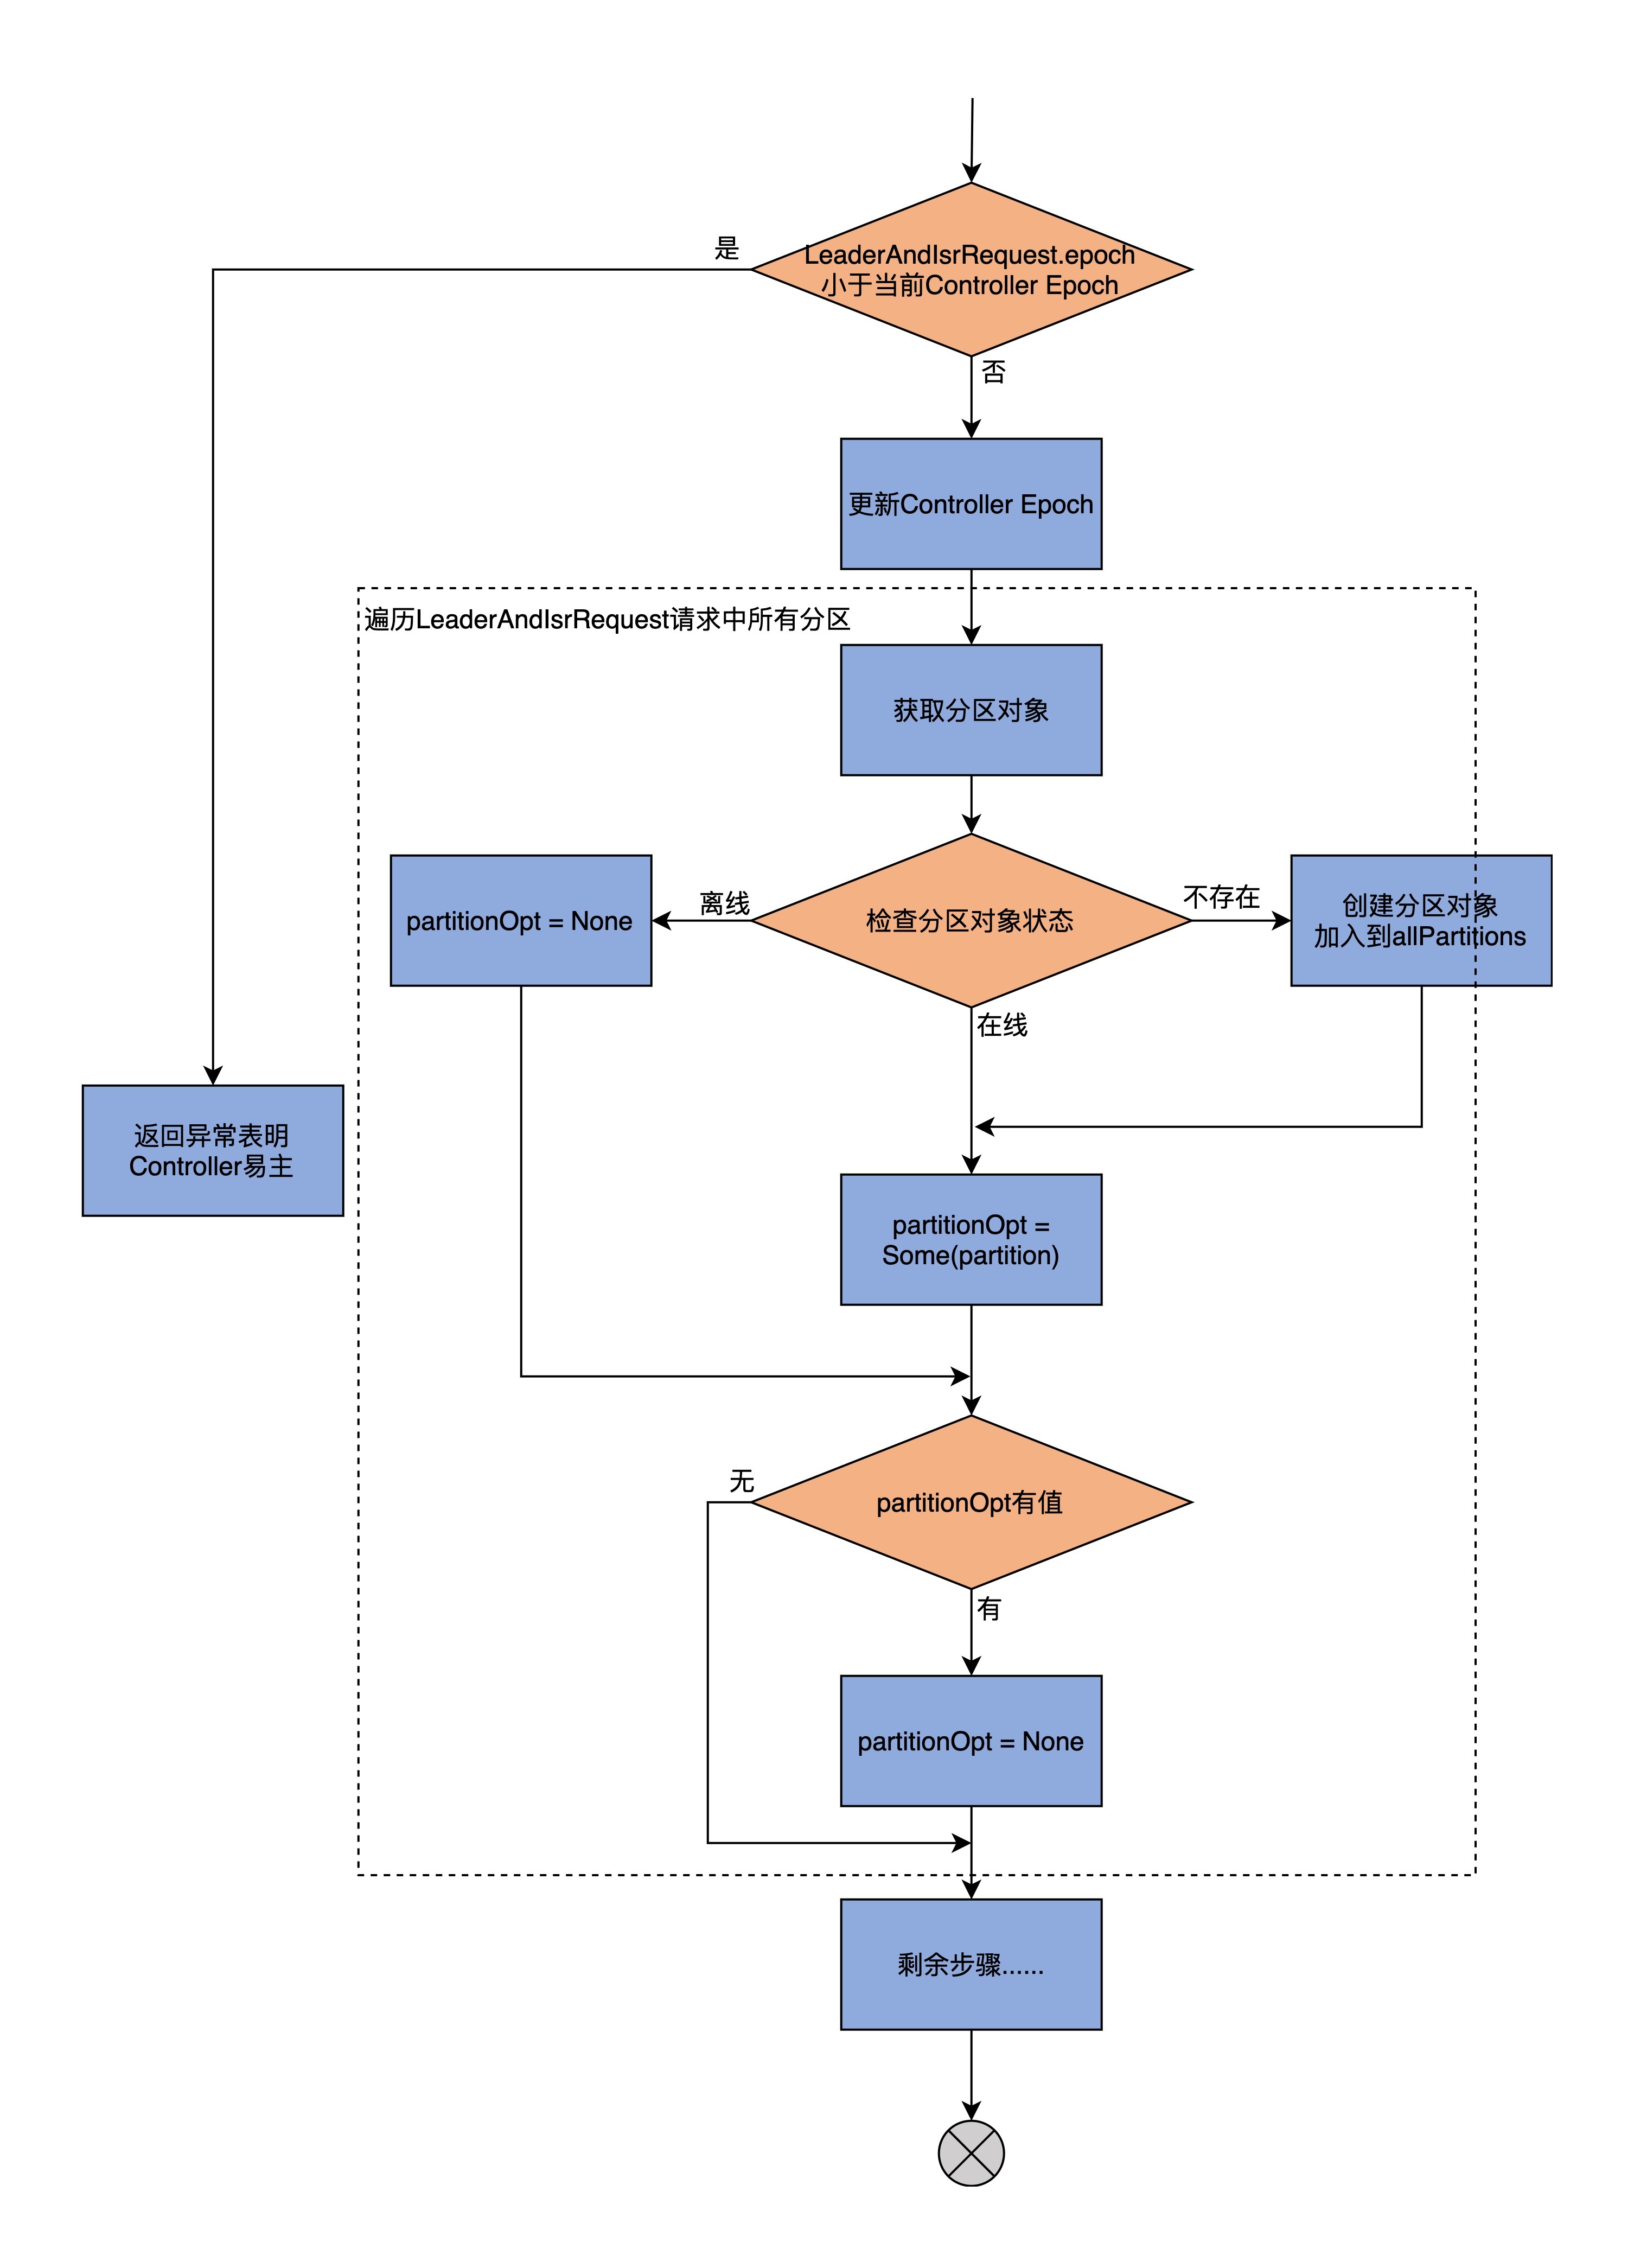 LeaderAndIsrRequest.epoch
小于当前Controller Epoch
是
否
更新Controller Epoch
遍历LeaderAndIsrRequest请求中所有分区
获取分区对象
离线
不存在
partitionOpt = None
检查分区对象状态
创建分区对象
加入到allPartitions
在线
返回异常表明
Controller易主
partitionOpt =
Some(partition)
无
partitionOpt有值
有
partitionOpt = None
剩余步骤......